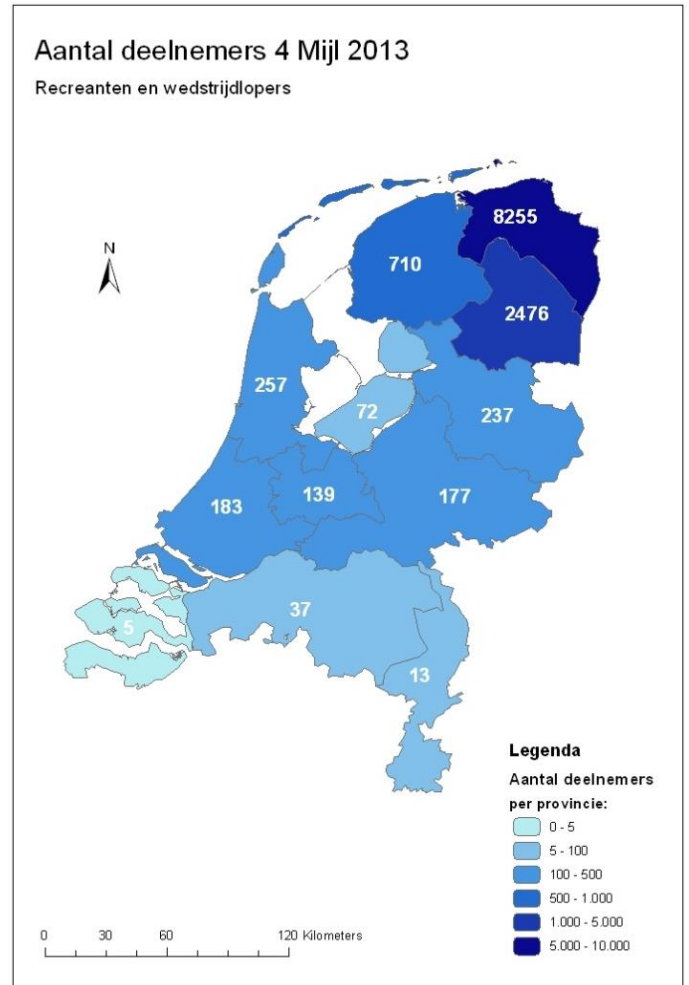 Aantal deelnemers 4 Mijl 2013
Recreanten en wedstrijdlopers
N
8255
710
2476
257
72
237
139
183
177
37
5
13
Legenda
Aantal deelnemers
per provincie:
0 - 5
5 - 100
100 - 500
500 - 1.000
1.000 - 5.000
5.000 - 10.000
0 30 60 120 Kilometers